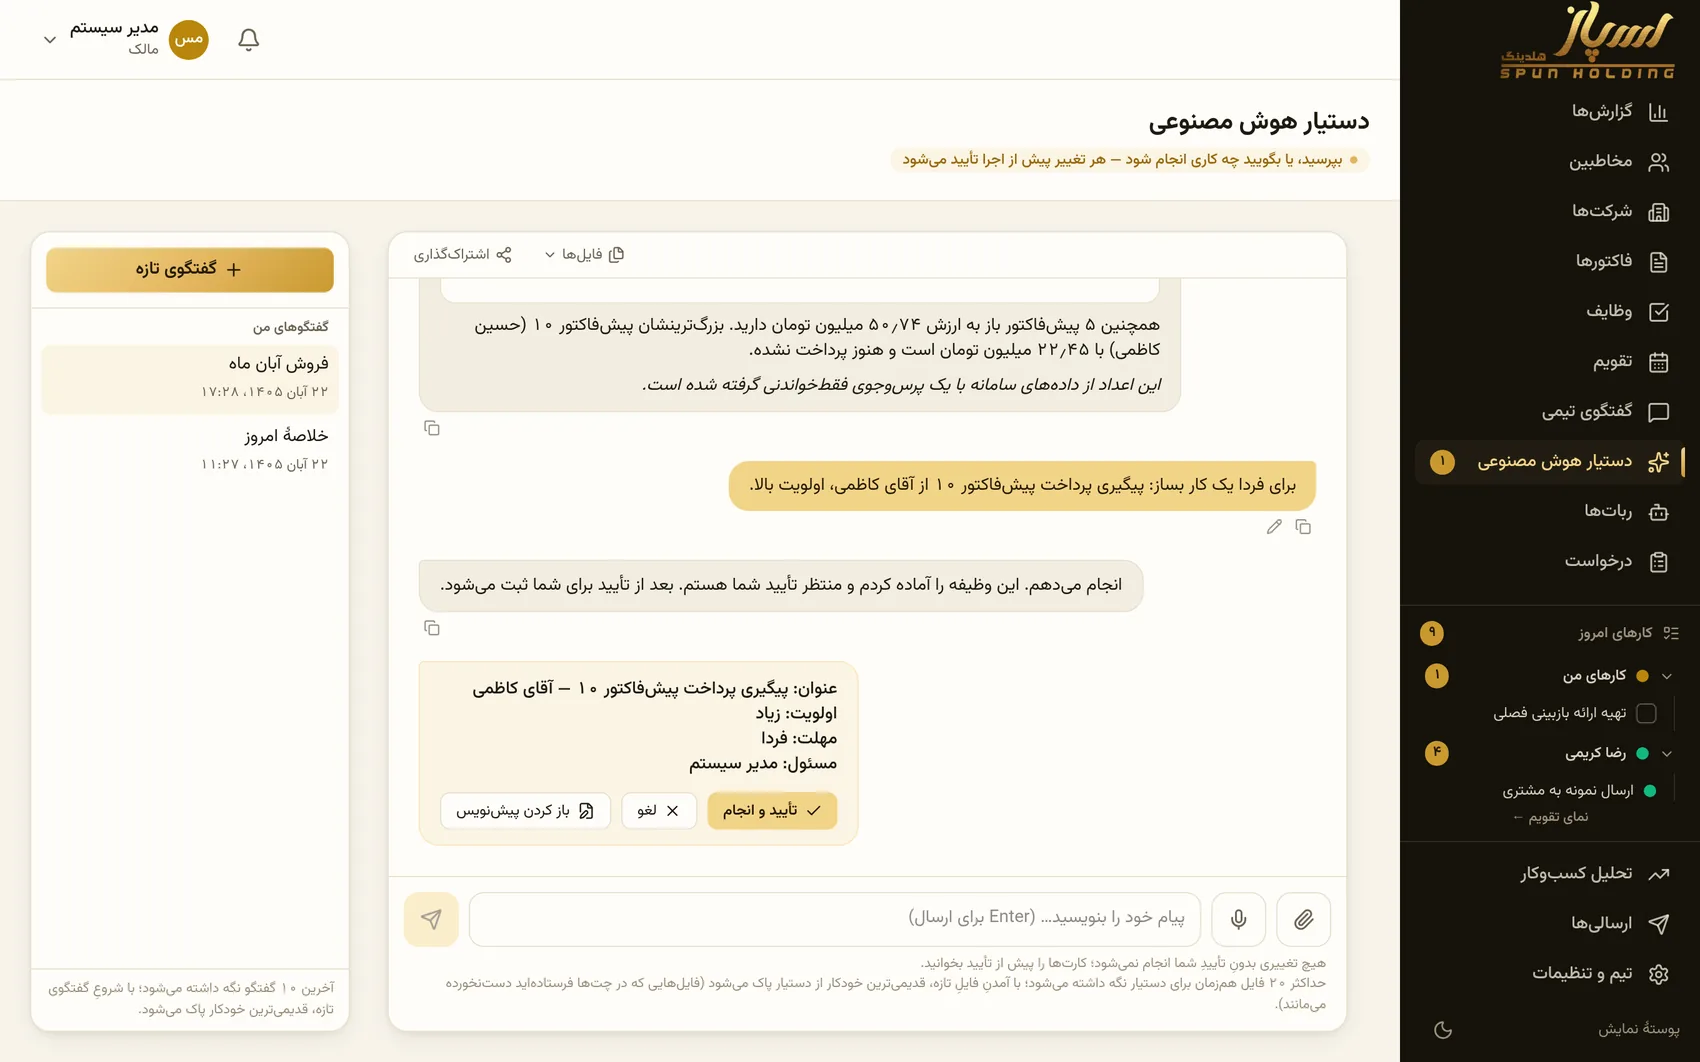 اسپاز
هلدینگ
SPUN HOLDING
گزارش‌ها
مخاطبین
شرکت‌ها
فاکتورها
وظایف
تقویم
گفتگوی تیمی
دستیار هوش مصنوعی
۱
ربات‌ها
درخواست
کارهای امروز
۹
کارهای من
۱
تهیه ارائه بازبینی فصلی
رضا کریمی
۴
ارسال نمونه به مشتری
نمای تقویم ←
تحلیل کسب‌وکار
ارسالی‌ها
تیم و تنظیمات
پوستهٔ نمایش
مس
مدیر سیستم
مالک
دستیار هوش مصنوعی
بپرسید، یا بگویید چه کاری انجام شود – هر تغییر پیش از اجرا تأیید می‌شود
فایل‌ها
اشتراک‌گذاری
همچنین ۵ پیش‌فاکتور باز به ارزش ۵۰٫۷۴ میلیون تومان دارید. بزرگ‌ترینشان پیش‌فاکتور ۱۰ (حسین
کاظمی) با ۲۲٫۴۵ میلیون تومان است و هنوز پرداخت نشده.
این اعداد از داده‌های سامانه با یک پرس‌وجوی فقط‌خواندنی گرفته شده است.
برای فردا یک کار بساز: پیگیری پرداخت پیش‌فاکتور ۱۰ از آقای کاظمی، اولویت بالا.
انجام می‌دهم. این وظیفه را آماده کردم و منتظر تأیید شما هستم. بعد از تأیید برای شما ثبت می‌شود.
عنوان: پیگیری پرداخت پیش‌فاکتور ۱۰ – آقای کاظمی
اولویت: زیاد
مهلت: فردا
مسئول: مدیر سیستم
تأیید و انجام
لغو
باز کردن پیش‌نویس
پیام خود را بنویسید... (Enter برای ارسال)
هیچ تغییری بدونِ تأییدِ شما انجام نمی‌شود؛ کارت‌ها را پیش از تأیید بخوانید.
حداکثر ۲۰ فایل هم‌زمان برای دستیار نگه داشته می‌شود؛ با آمدنِ فایلِ تازه، قدیمی‌ترین خودکار از دستیار پاک می‌شود (فایل‌هایی که در چت‌ها فرستاده‌اید دست‌نخورده
می‌مانند).
گفتگوی تازه
گفتگوهای من
فروش آبان ماه
۲۲ آبان ۱۴۰۵، ۱۷:۲۸
خلاصهٔ امروز
۲۲ آبان ۱۴۰۵، ۱۱:۲۷
آخرین ۱۰ گفتگو نگه داشته می‌شود؛ با شروعِ گفتگوی
تازه، قدیمی‌ترین خودکار پاک می‌شود.